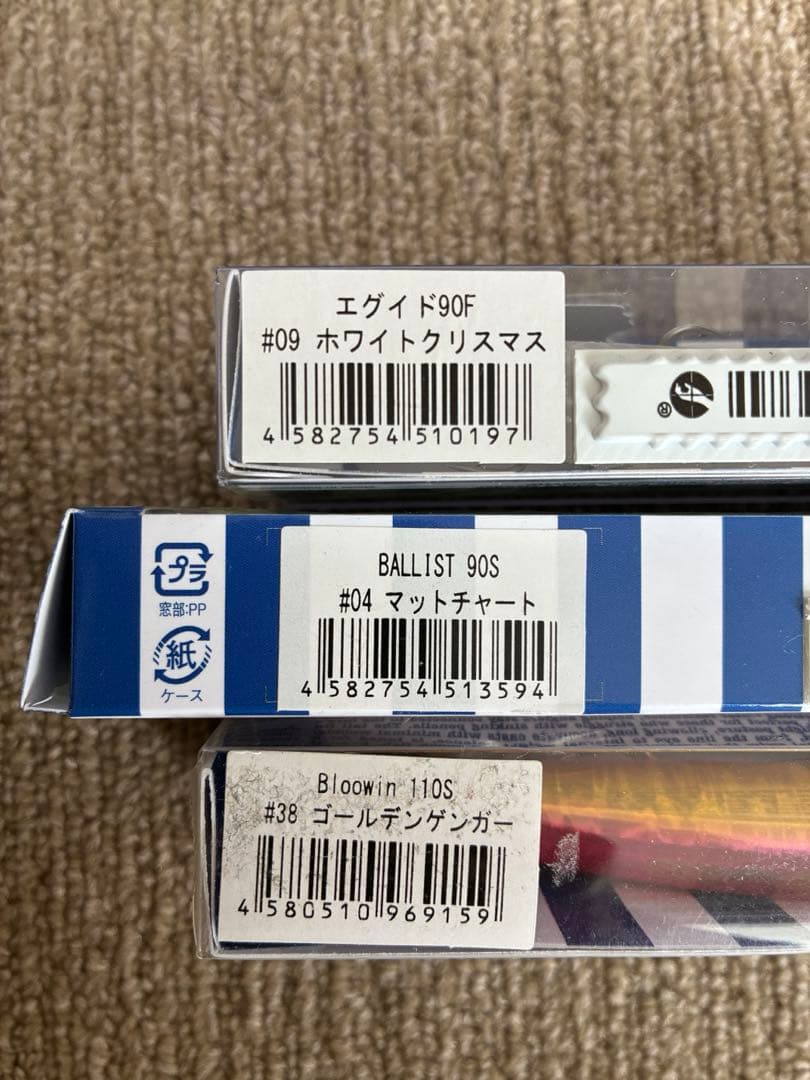 エグイド90F
#09 ホワイトクリスマス
4 582754 510197
®
プラ
窓部:PP
紙
ケース
BALLIST 90S
#04 マットチャート
4 582754 513594
Bloowin 110S
#38 ゴールデンゲンガー
4 580510 969159